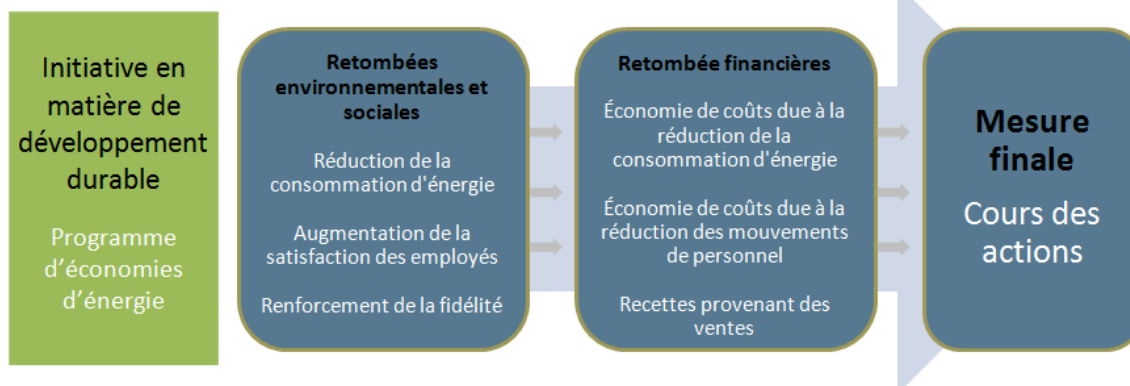 Initiative en
matière de
développement
durable
Programme
d’économies
d’énergie
Retombées
environnementales et
sociales
Réduction de la
consommation d'énergie
Augmentation de la
satisfaction des employés
Renforcement de la fidélité
Retombée financières
Économie de coûts due à la
réduction de la
consommation d'énergie
Économie de coûts due à la
réduction des mouvements
de personnel
Recettes provenant des
ventes
Mesure
finale
Cours des
actions